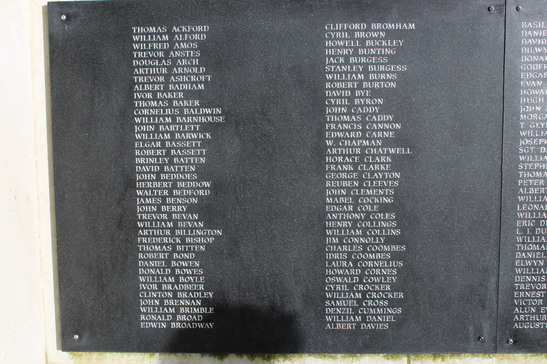 THOMAS ACKFORD
WILLIAM ALFORD
WILFRED AMOS
TREVOR ANSTES
DOUGLAS ARCH
ARTHUR ARNOLD
TREVOR ASHCROFT
ALBERT BADHAM
IVOR BAKER
THOMAS BAKER
CORNELIUS BALDWIN
WILLIAM BARNHOUSE
JOHN BARTLETT
WILLIAM BARWICK
ELGAR BASSETT
ROBERT BASSETT
BRINLEY BATTEN
DAVID BATTEN
JOHN BEDDOES
HERBERT BEDDOW
WALTER BEDFORD
JAMES BENSON
JOHN BERRY
TREVOR BEVAN
WILLIAM BEVAN
ARTHUR BILLINGTON
FREDERICK BISHOP
THOMAS BITTEN
ROBERT BOND
DANIEL BOWEN
DONALD BOWES
WILLIAM BOYLE
IVOR BRADBEER
CLINTON BRADLEY
JOHN BRENNAN
WILLIAM BRIMBLE
RONALD BROAD
EDWIN BROADWAY
CLIFFORD BROMHAM
CYRIL BROWN
HOWELL BUCKLEY
HENRY BUNTING
JACK BURGESS
STANLEY BURGESS
WILLIAM BURNS
ROBERT BURTON
DAVID BYE
CYRIL BYRON
JOHN CADDY
THOMAS CADDY
FRANCIS CANNON
EDWARD CARNE
W. CHAPMAN
ARTHUR CHATWELL
HORACE CLARK
FRANK CLARKE
GEORGE CLAYTON
REUBEN CLEEVES
JOHN CLEMENTS
MABEL COCKING
EDGAR COLE
ANTHONY COLES
HENRY COLLINGS
WILLIAM COLLINS
JIM CONNOLLY
CHARLES COOMBES
IDRIS COOMBES
LAURA CORNELIUS
HOWARD CORNES
OSWALD COWLEY
CYRIL CROCKER
WILLIAM CROCKER
SAMUEL CROSS
DENZIL CUMMINGS
WILLIAM DANIEL
ALBERT DAVIES